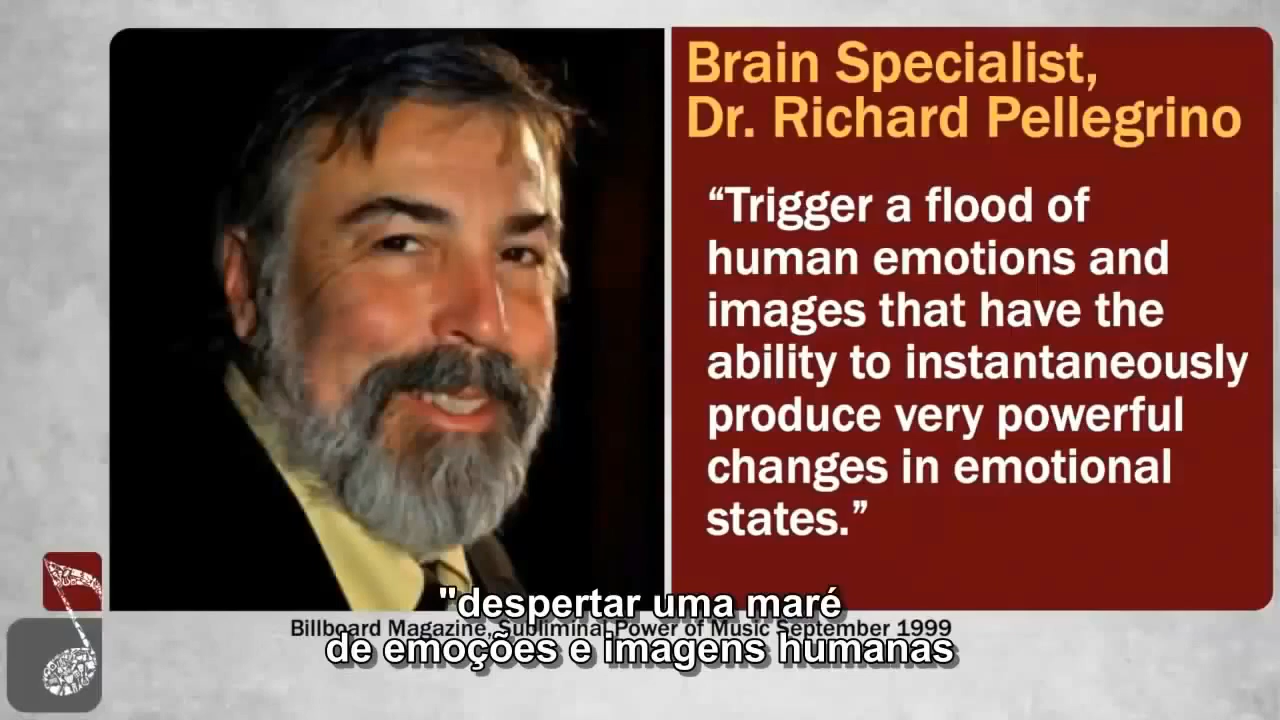 Brain Specialist,
Dr. Richard Pellegrino
“Trigger a flood of
human emotions and
images that have the
ability to instantaneously
produce very powerful
changes in emotional
states.”
"despertar uma maré
Billboard Magazine, Subliminal Power of Music September 1999
de emoções e imagens humanas